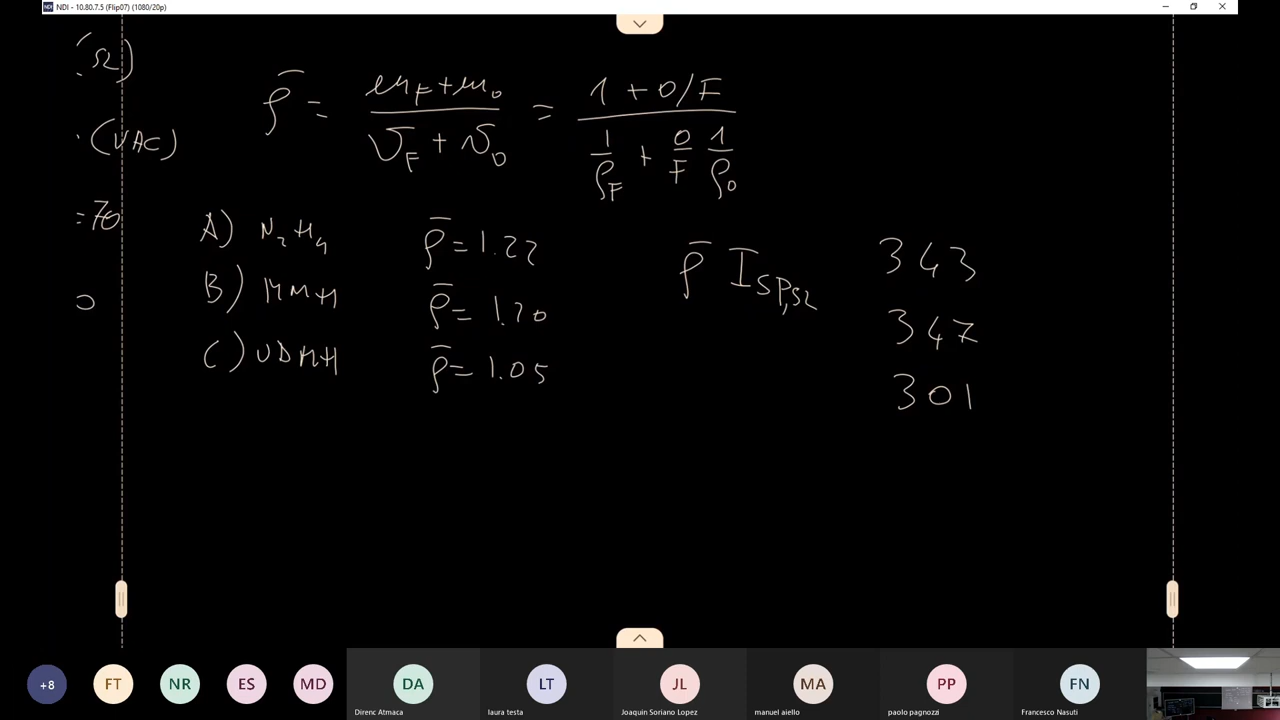 NDI - 10.80.7.5 (Flip07) (1080/20p)
(SL)
(VAC)
=70
0
ρ̄ = (m_F + m_O) / (V_F + V_O) = (1 + O/F) / (1/ρ_F + O/F 1/ρ_O)
A) N₂H₄ ρ̄ = 1.22
B) MMH ρ̄ = 1.20
C) UDMH ρ̄ = 1.05
ρ̄ I_SP,SL
343
347
301
+8
FT
NR
ES
MD
DA
Direnc Atmaca
LT
laura testa
JL
Joaquin Soriano Lopez
MA
manuel aiello
PP
paolo pagnozzi
FN
Francesco Nasuti